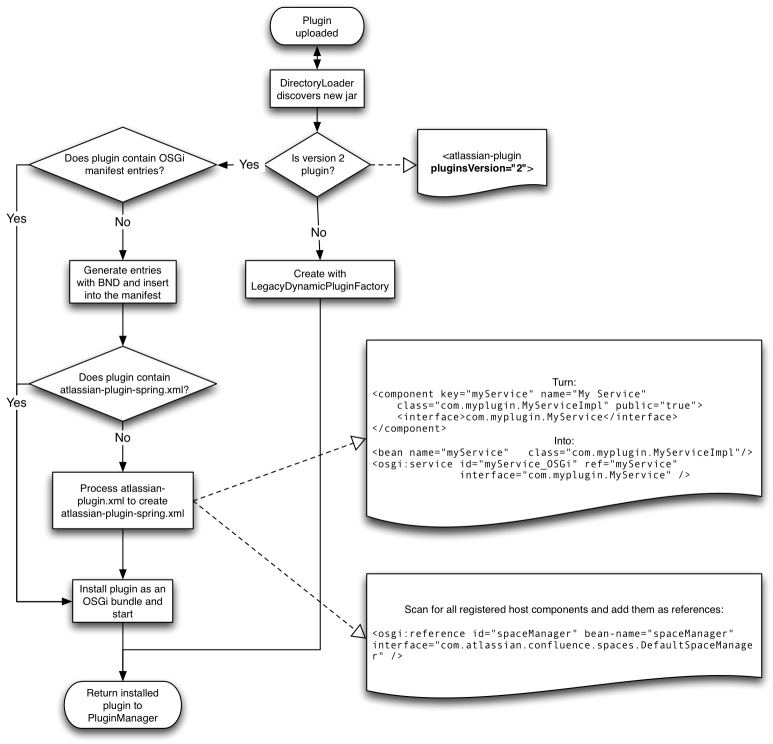 Plugin
uploaded
DirectoryLoader
discovers new jar
Does plugin contain OSGi
manifest entries?
Yes
Is version 2
plugin?
<atlassian-plugin
pluginsVersion="2">
Yes
No
No
Generate entries
with BND and insert
into the manifest
Create with
LegacyDynamicPluginFactory
Does plugin contain
atlassian-plugin-spring.xml?
Yes
No
Turn:
<component key="myService" name="My Service"
class="com.myplugin.MyServiceImpl" public="true">
<interface>com.myplugin.MyService</interface>
</component>
Into:
<bean name="myService" class="com.myplugin.MyServiceImpl"/>
<osgi:service id="myService_OSGi" ref="myService"
interface="com.myplugin.MyService" />
Process atlassian-
plugin.xml to create
atlassian-plugin-spring.xml
Install plugin as an
OSGi bundle and
start
Scan for all registered host components and add them as references:
<osgi:reference id="spaceManager" bean-name="spaceManager"
interface="com.atlassian.confluence.spaces.DefaultSpaceManage
r" />
Return installed
plugin to
PluginManager